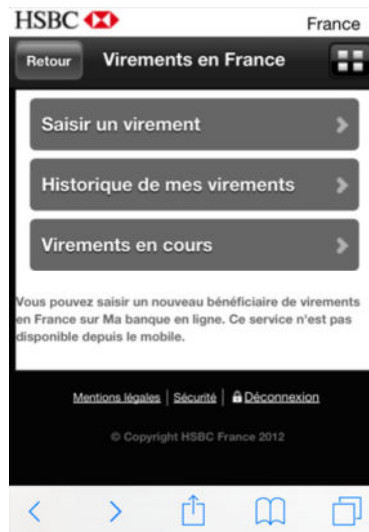 HSBC France
Retour Virements en France
Saisir un virement
Historique de mes virements
Virements en cours
Vous pouvez saisir un nouveau bénéficiaire de virements
en France sur Ma banque en ligne. Ce service n'est pas
disponible depuis le mobile.
Mentions légales | Sécurité | Déconnexion
© Copyright HSBC France 2012